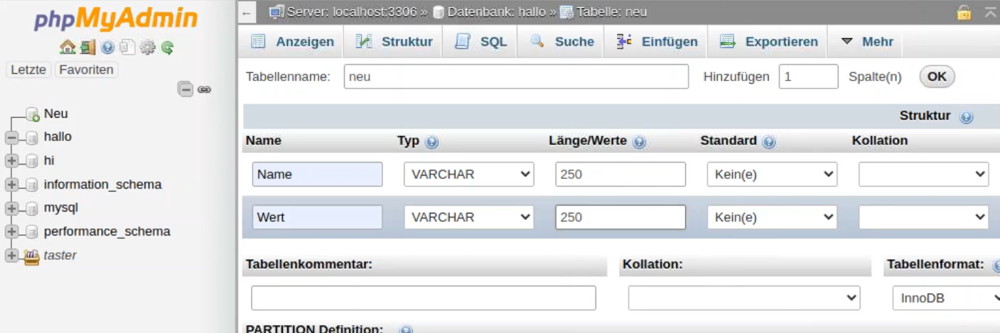 phpMyAdmin
Letzte Favoriten
Neu
hallo
hi
information_schema
mysql
performance_schema
taster
← Server: localhost:3306 » Datenbank: hallo » Tabelle: neu
Anzeigen Struktur SQL Suche Einfügen Exportieren Mehr
Tabellenname: neu Hinzufügen 1 Spalte(n) OK
Struktur
Name Typ Länge/Werte Standard Kollation
Name VARCHAR 250 Kein(e)
Wert VARCHAR 250 Kein(e)
Tabellenkommentar: Kollation: Tabellenformat:
InnoDB
PARTITION Definition: